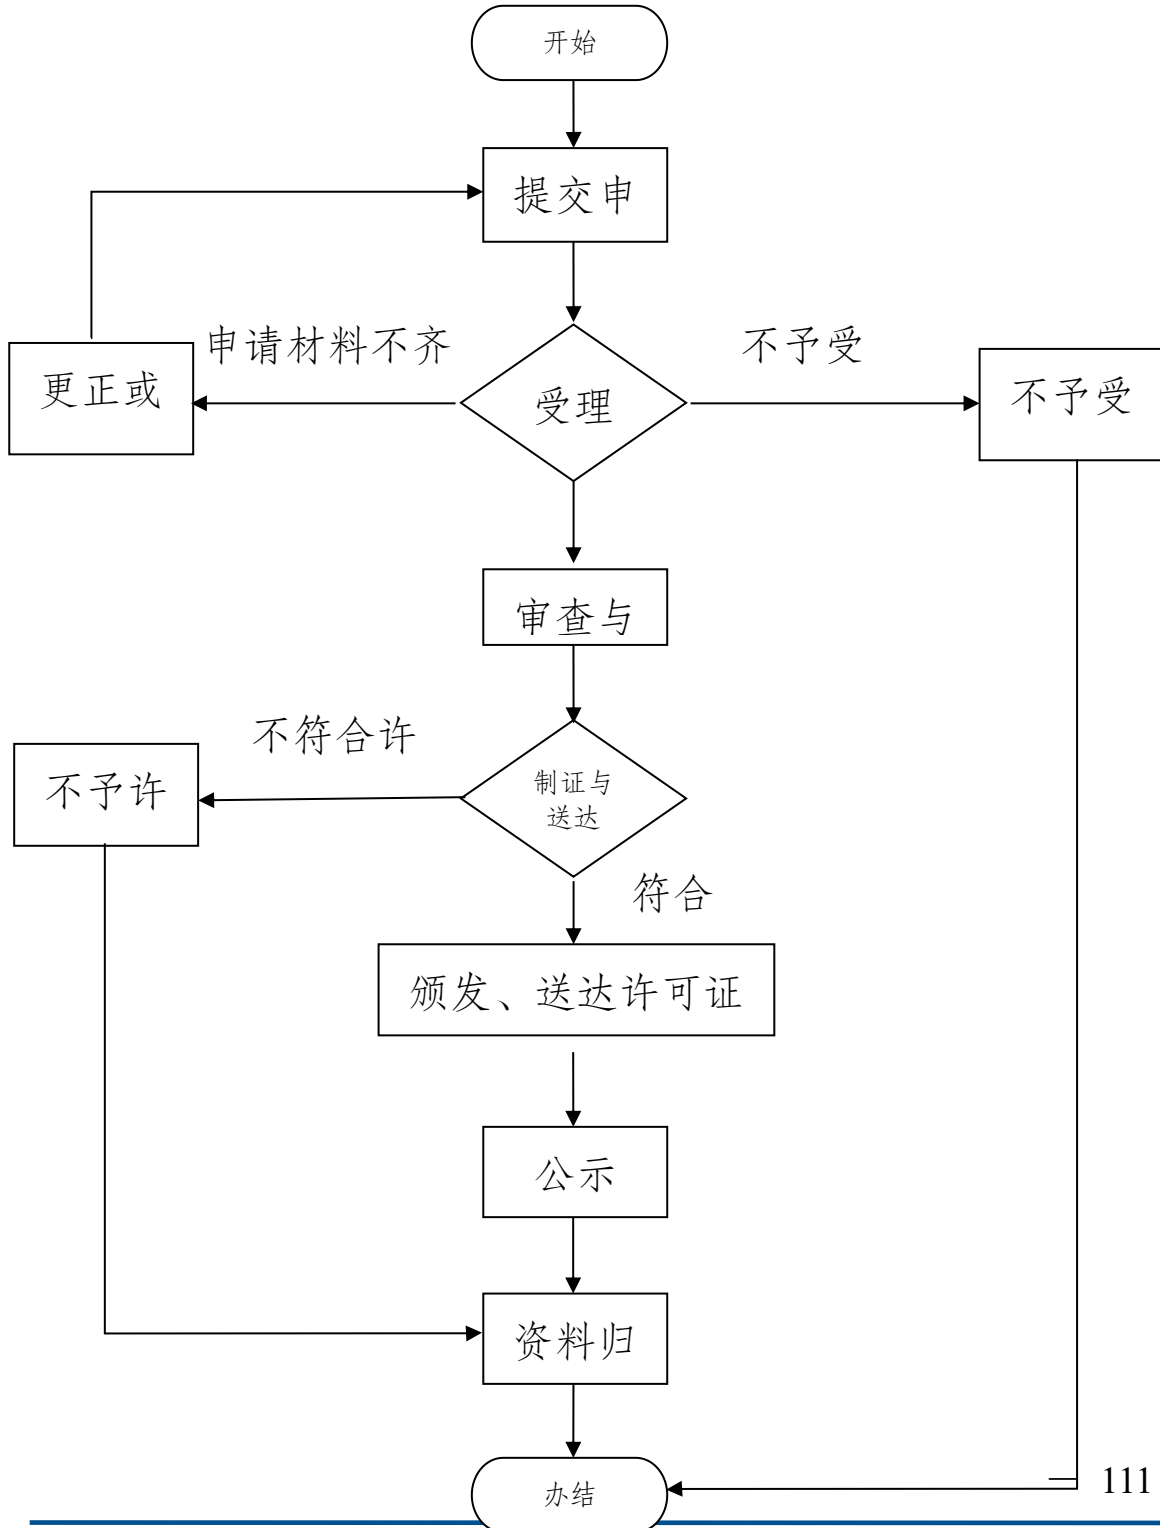 开始
提交申
申请材料不齐
不予受
更正或
受理
不予受
审查与
不符合许
不予许
制证与
送达
符合
颁发、送达许可证
公示
资料归
办结
111